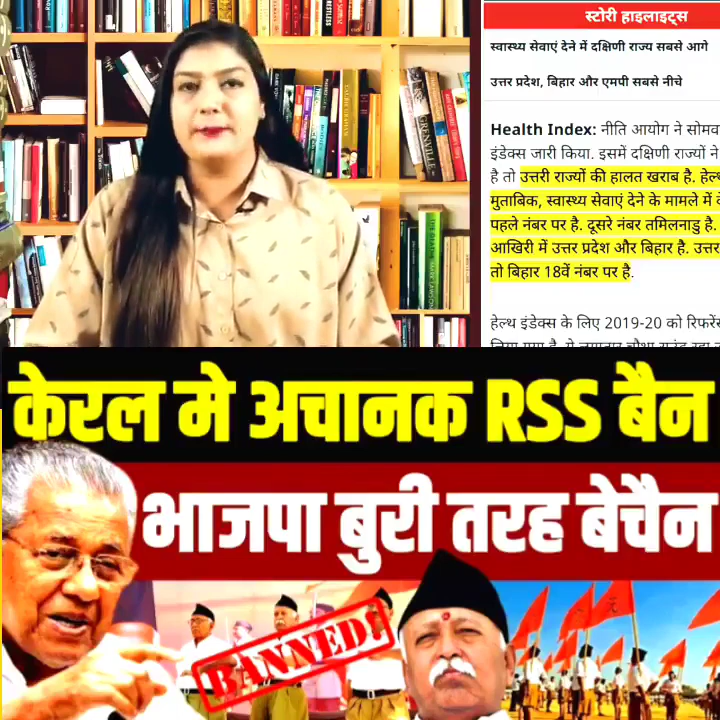 स्टोरी हाइलाइट्स
स्वास्थ्य सेवाएं देने में दक्षिणी राज्य सबसे आगे
उत्तर प्रदेश, बिहार और एमपी सबसे नीचे
Health Index: नीति आयोग ने
इंडेक्स जारी किया. इसमें दक्षिणी राज्यों ने
है तो उत्तरी राज्यों की हालत खराब है.
मुताबिक, स्वास्थ्य सेवाएं देने के मामले में
पहले नंबर पर है. दूसरे नंबर तमिलनाडु है.
आखिरी में उत्तर प्रदेश और बिहार है. उत्तर
तो बिहार 18वें नंबर पर है.
हेल्थ इंडेक्स के लिए 2019-20 को
केरल मे अचानक RSS बैन
भाजपा बुरी तरह बेचैन
BANNED!